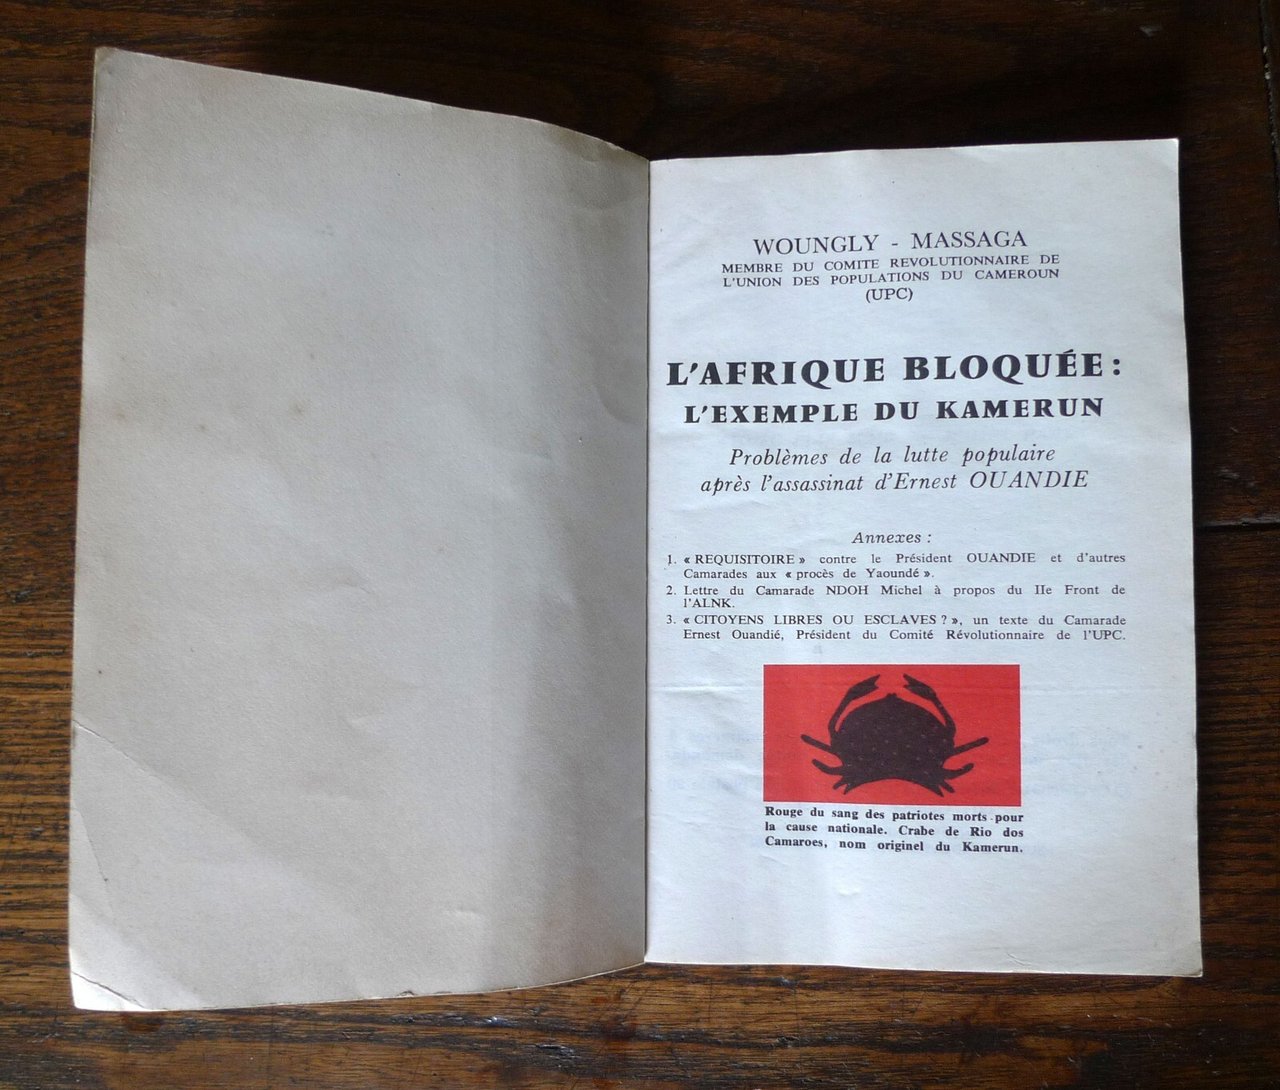 WOUNGLY - MASSAGA
MEMBRE DU COMITE REVOLUTIONNAIRE DE
L'UNION DES POPULATIONS DU CAMEROUN
(UPC)
L'AFRIQUE BLOQUÉE :
L'EXEMPLE DU KAMERUN
Problèmes de la lutte populaire
après l'assassinat d'Ernest OUANDIE
Annexes :
1. « REQUISITOIRE » contre le Président OUANDIE et d'autres
Camarades aux « procès de Yaoundé ».
2. Lettre du Camarade NDOH Michel à propos du IIe Front de
l'ALNK.
3. « CITOYENS LIBRES OU ESCLAVES ? », un texte du Camarade
Ernest Ouandié, Président du Comité Révolutionnaire de l'UPC.
Rouge du sang des patriotes morts pour
la cause nationale. Crabe de Rio dos
Camaroes, nom originel du Kamerun.